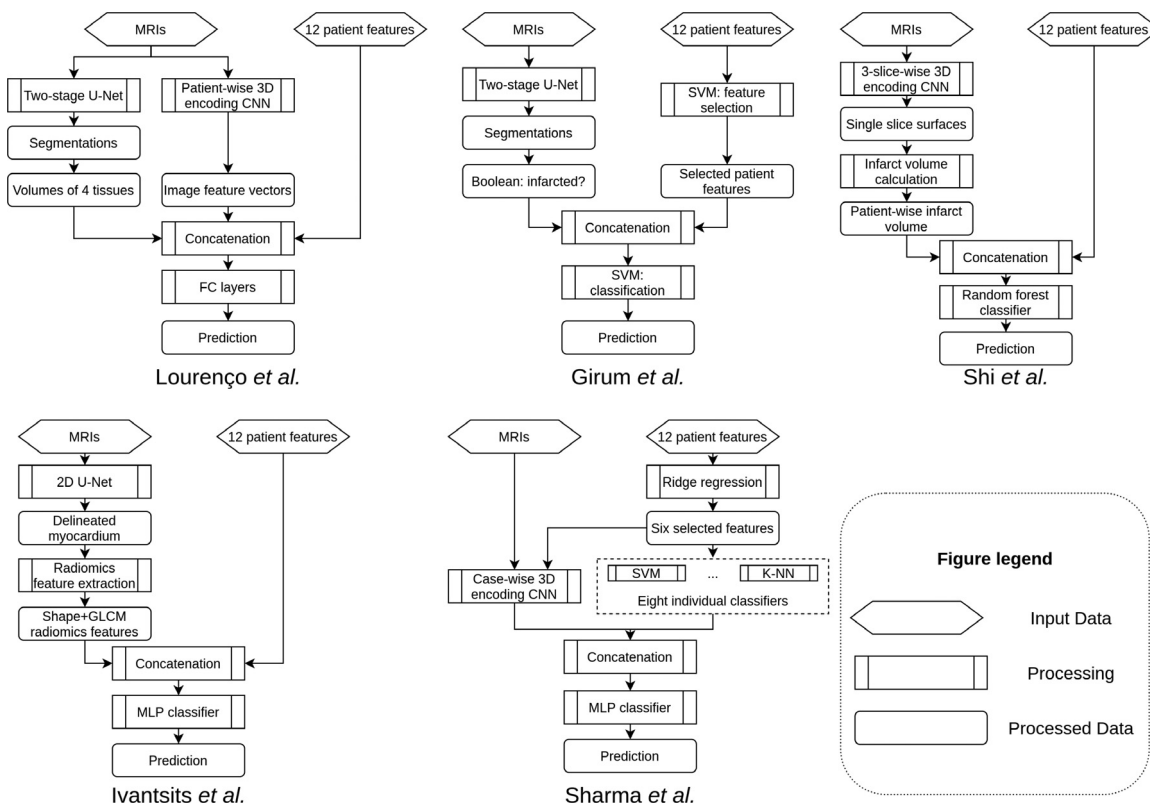 MRIs
12 patient features
Two-stage U-Net
Patient-wise 3D
encoding CNN
Segmentations
Volumes of 4 tissues
Image feature vectors
Concatenation
FC layers
Prediction
Lourenço et al.
MRIs
12 patient features
Two-stage U-Net
SVM: feature
selection
Segmentations
Boolean: infarcted?
Selected patient
features
Concatenation
SVM:
classification
Prediction
Girum et al.
MRIs
12 patient features
3-slice-wise 3D
encoding CNN
Single slice surfaces
Infarct volume
calculation
Patient-wise infarct
volume
Concatenation
Random forest
classifier
Prediction
Shi et al.
MRIs
12 patient features
2D U-Net
Delineated
myocardium
Radiomics
feature extraction
Shape+GLCM
radiomics features
Concatenation
MLP classifier
Prediction
Ivantsits et al.
MRIs
12 patient features
Ridge regression
Six selected features
Case-wise 3D
encoding CNN
SVM ... K-NN
Eight individual classifiers
Concatenation
MLP classifier
Prediction
Sharma et al.
Figure legend
Input Data
Processing
Processed Data